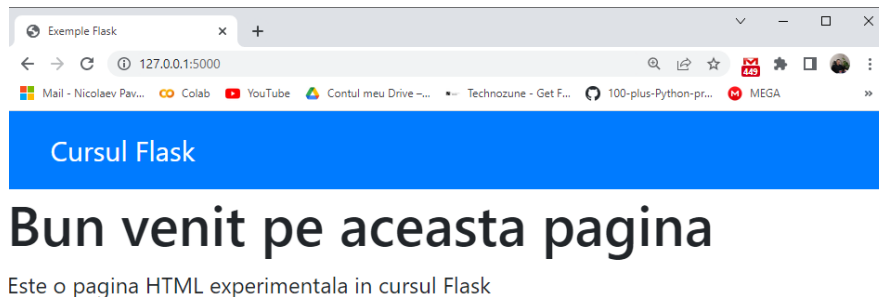 Exemple Flask
127.0.0.1:5000
449
Mail - Nicolaev Pav... Colab YouTube Contul meu Drive –... Technozune - Get F... 100-plus-Python-pr... MEGA »
Cursul Flask
Bun venit pe aceasta pagina
Este o pagina HTML experimentala in cursul Flask